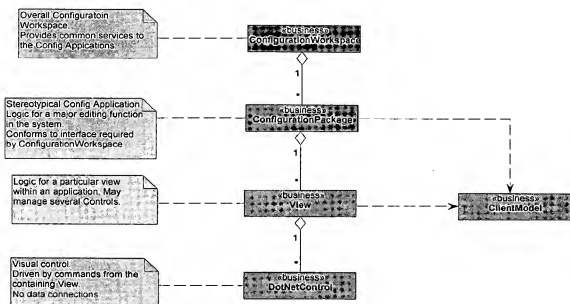 Overall Configuratoin
Workspace
Provides common services to
the Config Applications
«business»
ConfigurationWorkspace
1
*
Stereotypical Config Application
Logic for a major editing function
in the system.
Conforms to interface required
by ConfigurationWorkspace
«business»
ConfigurationPackage
1
*
Logic for a particular view
within an application. May
manage several Controls.
«business»
View
«business»
ClientModel
1
*
Visual control
Driven by commands from the
containing View.
No data connections
«business»
DotNetControl